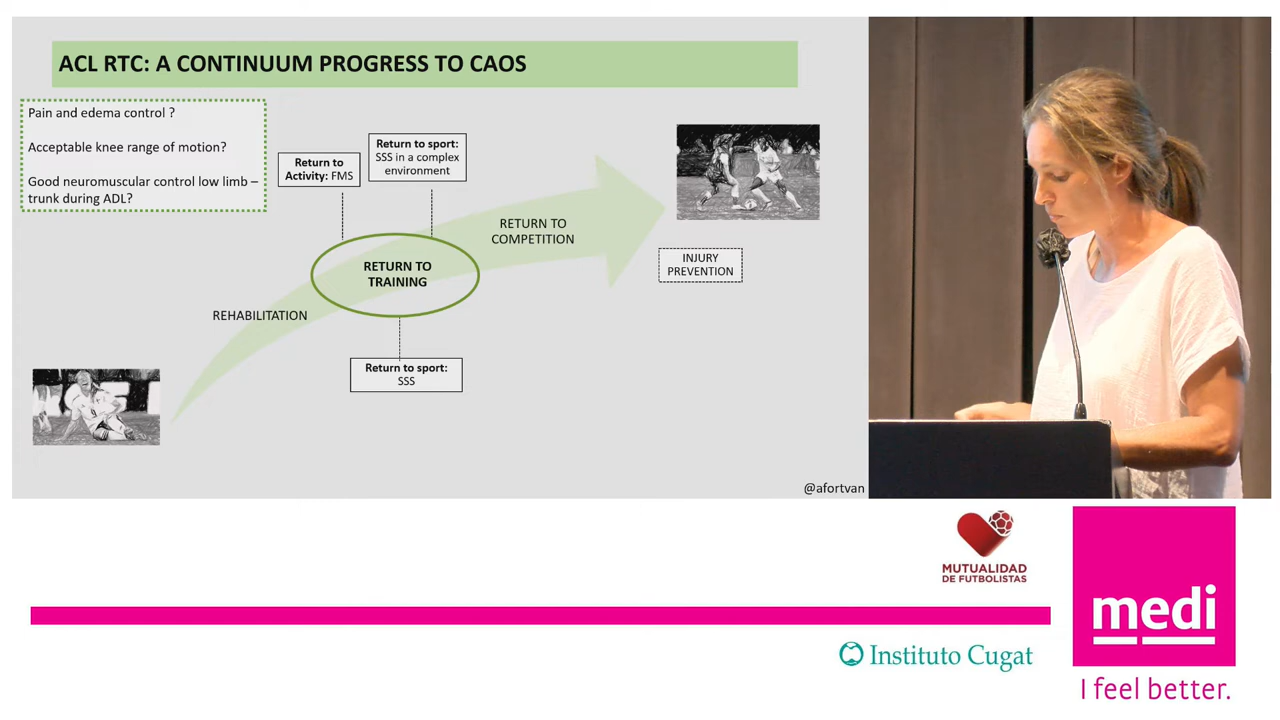 ACL RTC: A CONTINUUM PROGRESS TO CAOS
Pain and edema control ?
Acceptable knee range of motion?
Good neuromuscular control low limb –
trunk during ADL?
Return to
Activity: FMS
Return to sport:
SSS in a complex
environment
RETURN TO
COMPETITION
RETURN TO
TRAINING
INJURY
PREVENTION
REHABILITATION
Return to sport:
SSS
@afortvan
MUTUALIDAD
DE FUTBOLISTAS
medi
Instituto Cugat
I feel better.